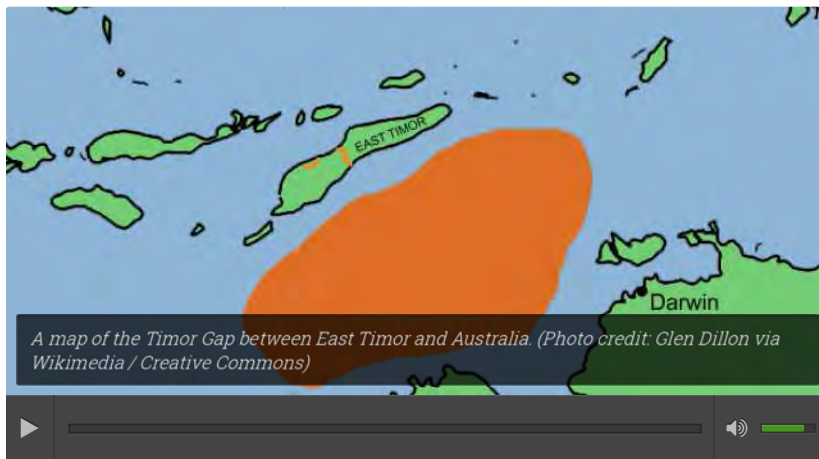 EAST TIMOR
Darwin
A map of the Timor Gap between East Timor and Australia. (Photo credit: Glen Dillon via
Wikimedia / Creative Commons)